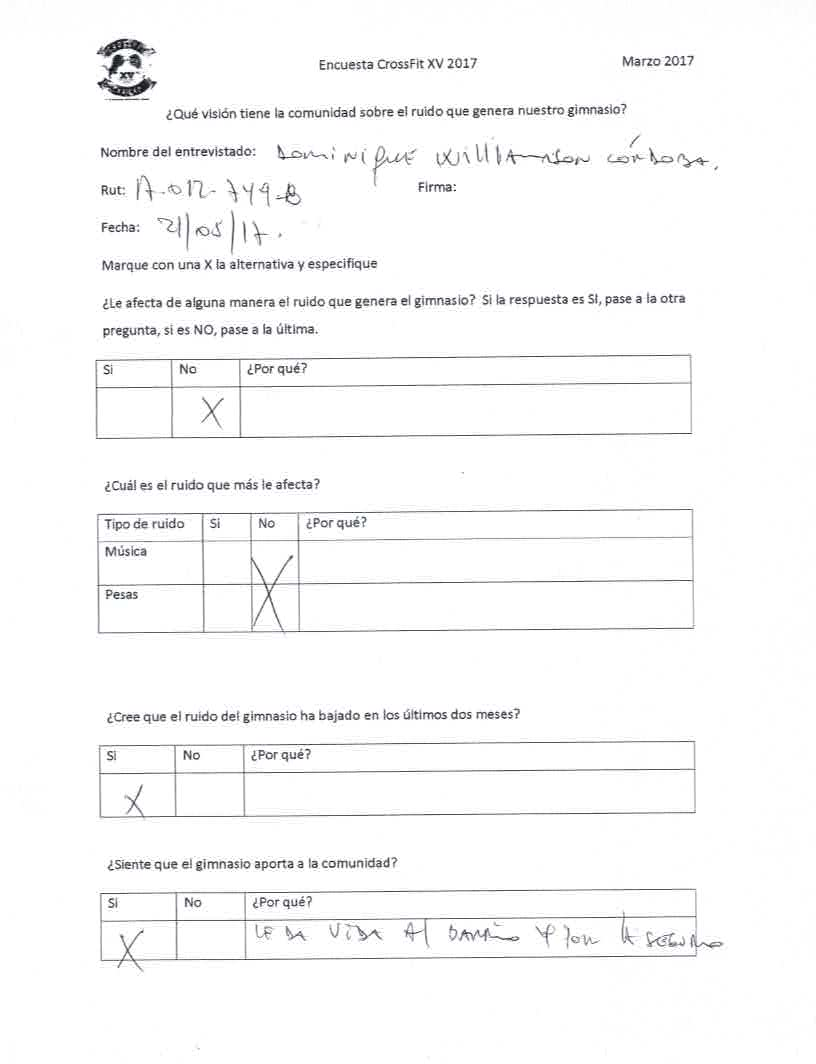 XV
Encuesta CrossFit XV 2017
Marzo 2017
¿Qué visión tiene la comunidad sobre el ruido que genera nuestro gimnasio?
Nombre del entrevistado: Dominique Williamson Córdoba.
Rut: 17.012.749-8 Firma:
Fecha: 21/05/17.
Marque con una X la alternativa y especifique
¿Le afecta de alguna manera el ruido que genera el gimnasio? Si la respuesta es SI, pase a la otra
pregunta, si es NO, pase a la última.
Si No ¿Por qué?
X
¿Cuál es el ruido que más le afecta?
Tipo de ruido Si No ¿Por qué?
Música
X
Pesas
¿Cree que el ruido del gimnasio ha bajado en los últimos dos meses?
Si No ¿Por qué?
X
¿Siente que el gimnasio aporta a la comunidad?
Si No ¿Por qué?
X LE DA VIDA Al BARRIO Y SEGURO